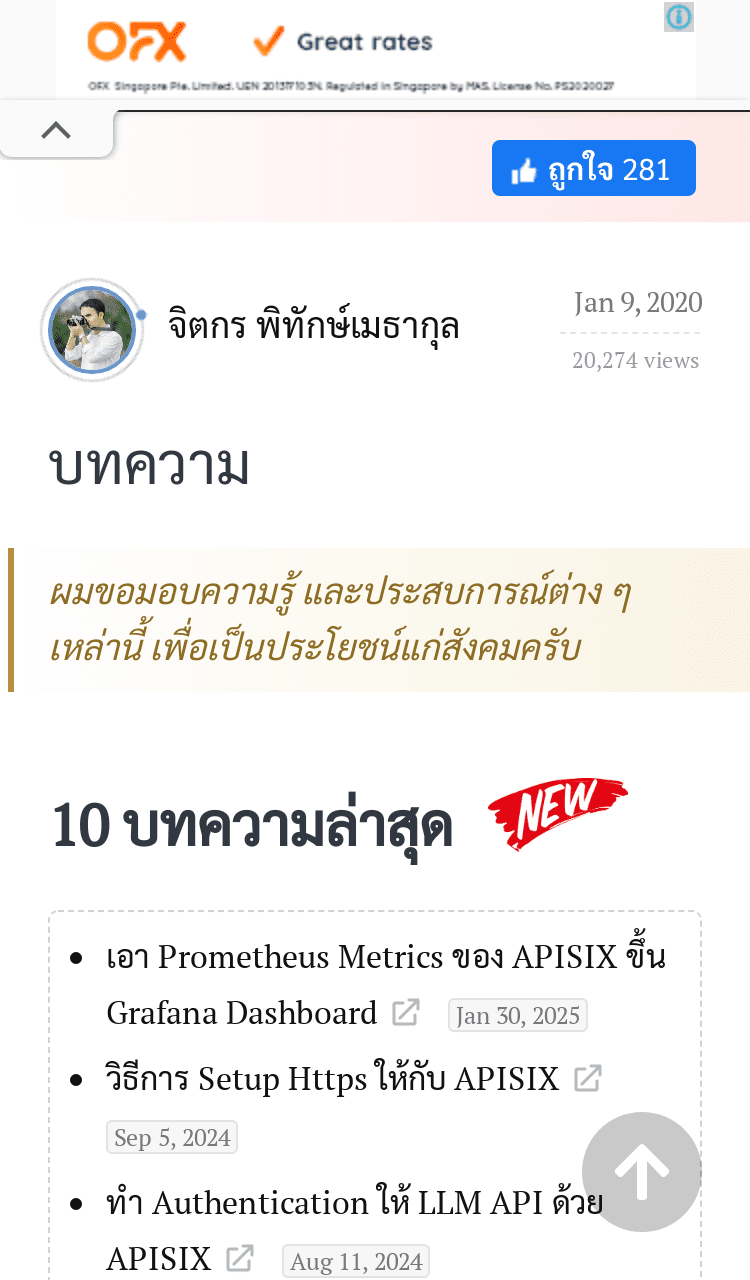 OFX
Great rates
OFX Singapore Pte. Limited. UEN 201317103N. Regulated in Singapore by MAS. License No. PS2020027
ถูกใจ 281
จิตกร พิทักษ์เมธากุล
Jan 9, 2020
20,274 views
บทความ
ผมขอมอบความรู้ และประสบการณ์ต่าง ๆ
เหล่านี้ เพื่อเป็นประโยชน์แก่สังคมครับ
10 บทความล่าสุด NEW
เอา Prometheus Metrics ของ APISIX ขึ้น
Grafana Dashboard Jan 30, 2025
วิธีการ Setup Https ให้กับ APISIX
Sep 5, 2024
ทำ Authentication ให้ LLM API ด้วย
APISIX Aug 11, 2024